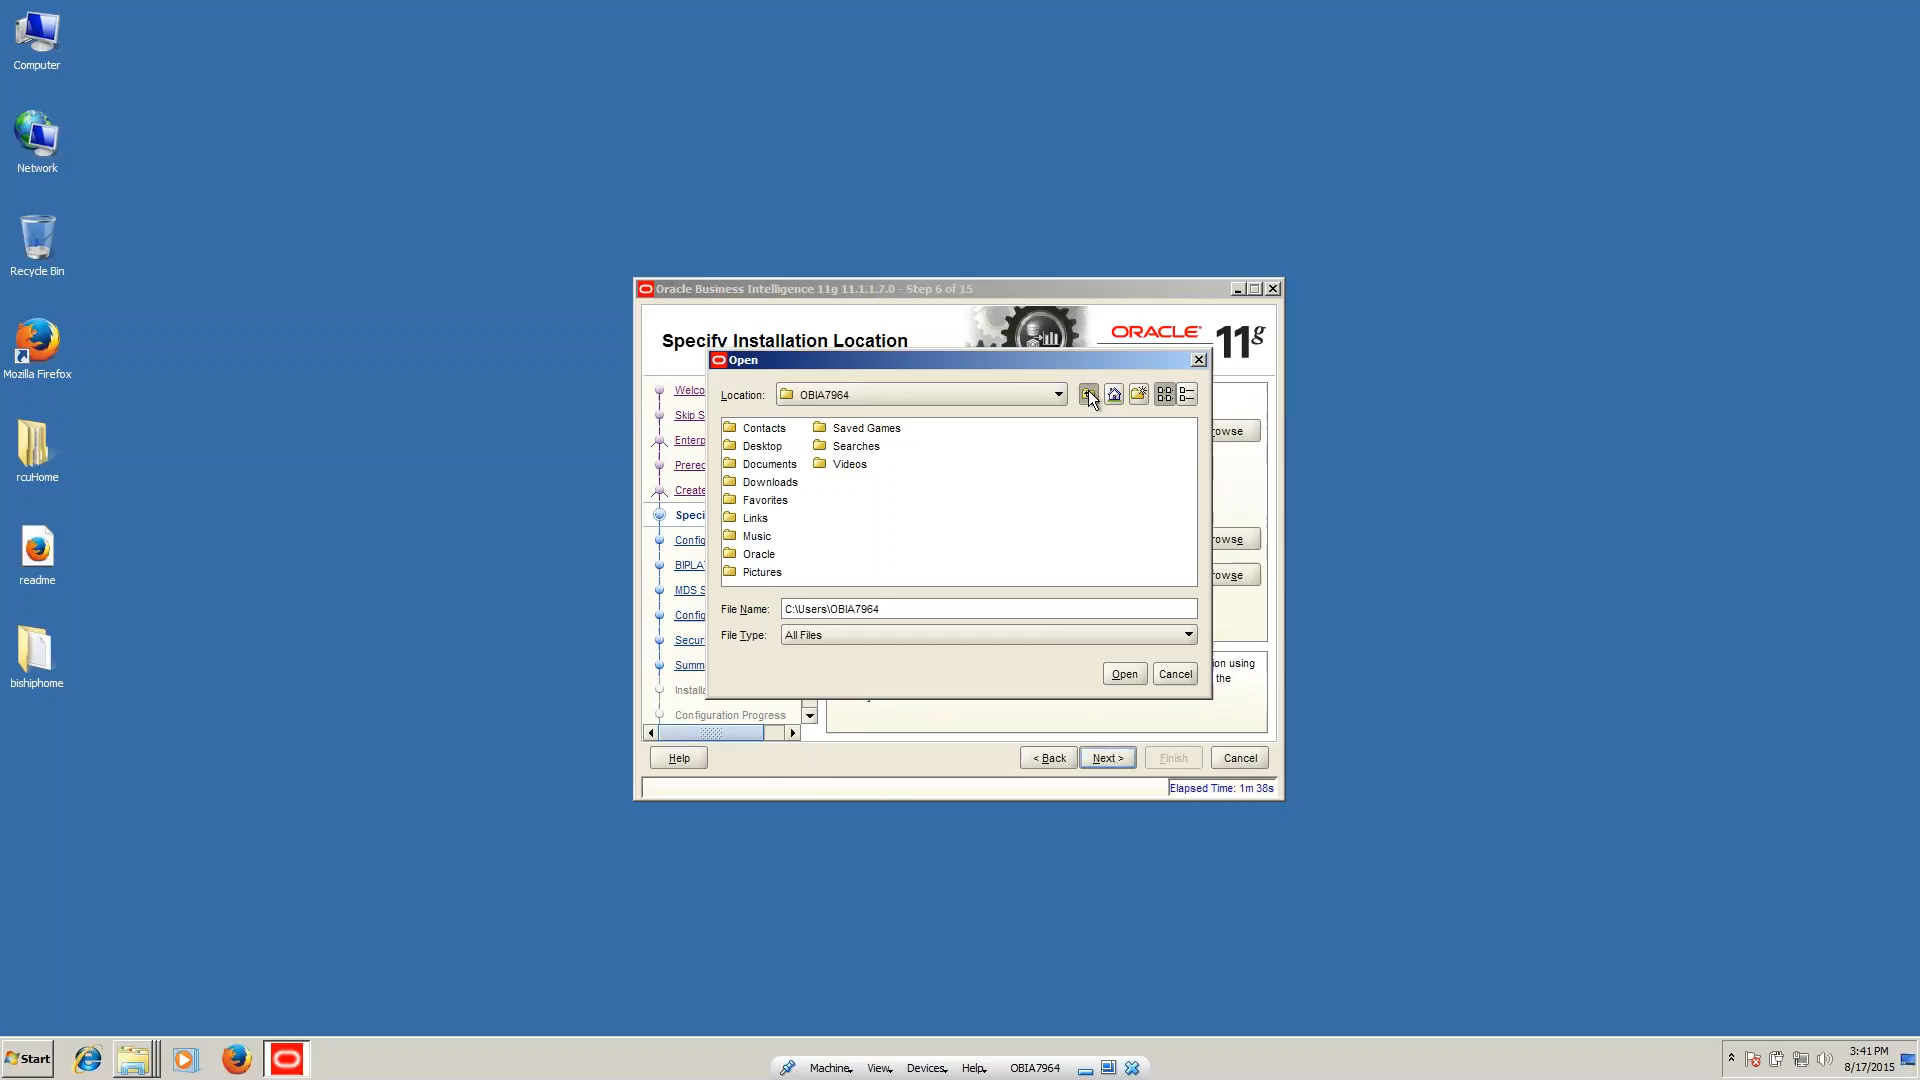 Computer
Network
Recycle Bin
Mozilla Firefox
rcuHome
readme
bishiphome
Oracle Business Intelligence 11g 11.1.1.7.0 - Step 6 of 15
Specify Installation Location
ORACLE
11g
Open
Location:
OBIA7964
Contacts
Desktop
Documents
Downloads
Favorites
Links
Music
Oracle
Pictures
Saved Games
Searches
Videos
File Name:
C:\Users\OBIA7964
File Type:
All Files
Open
Cancel
Welco
Skip S
Enterp
Prerec
Create
Speci
Config
BIPLA
MDS S
Config
Secur
Summ
Installa
Configuration Progress
rowse
rowse
rowse
ion using
the
Help
< Back
Next >
Finish
Cancel
Elapsed Time: 1m 38s
Start
Machine
View
Devices
Help
OBIA7964
3:41 PM
8/17/2015